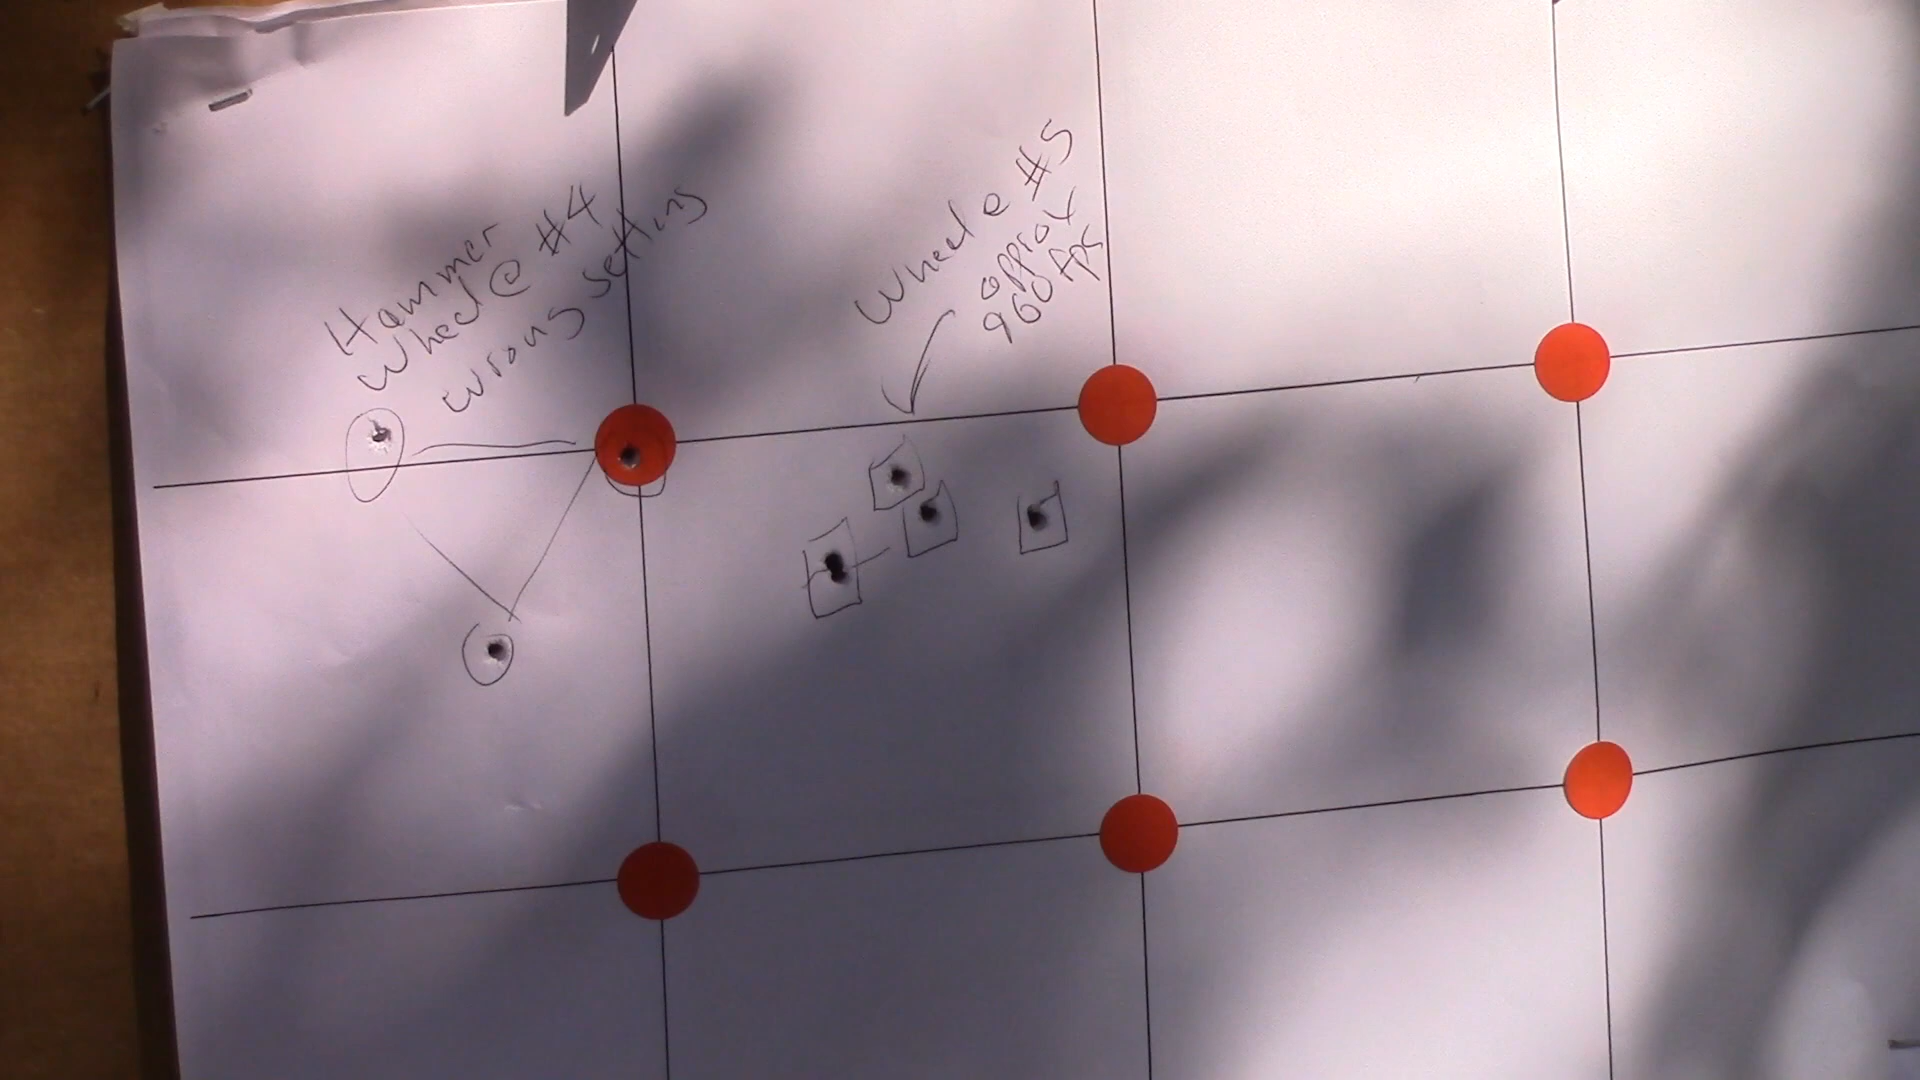 Hammer
Wheel @ #4
wrong setting
Wheel @ #5
approx
960 fps